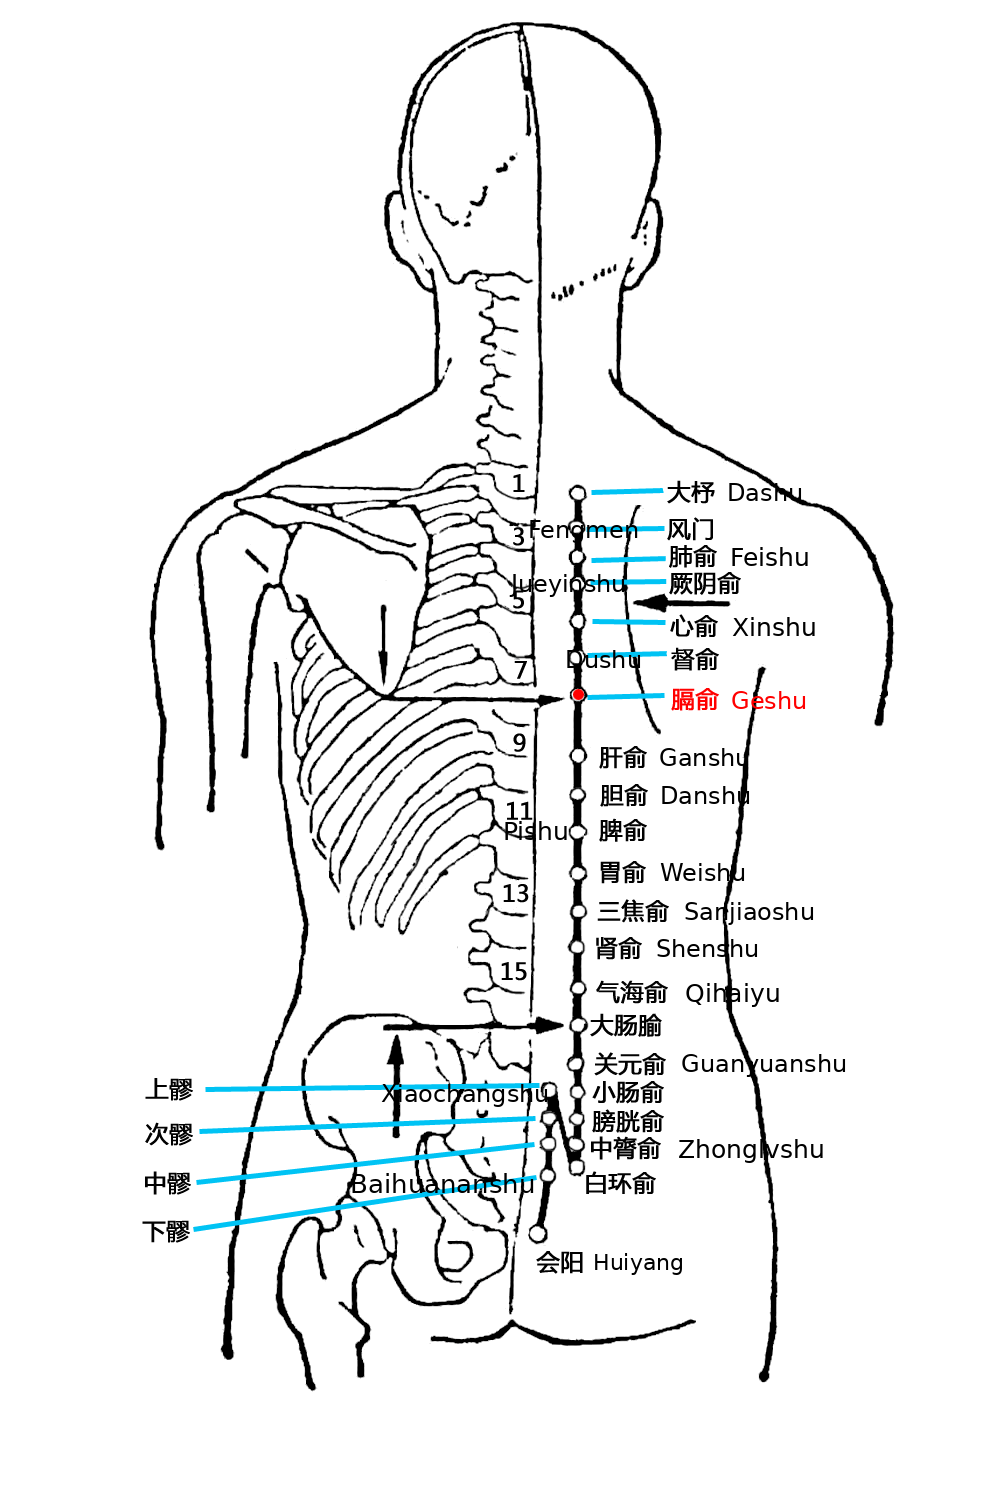 1
大杼 Dashu
3
Fengmen 风门
肺俞 Feishu
Jueyinshu 厥阴俞
5
心俞 Xinshu
Dushu 督俞
7
膈俞 Geshu
9
肝俞 Ganshu
胆俞 Danshu
11
Pishu 脾俞
胃俞 Weishu
13
三焦俞 Sanjiaoshu
肾俞 Shenshu
15
气海俞 Qihaiyu
大肠腧
关元俞 Guanyuanshu
上髎
Xiaochangshu 小肠俞
膀胱俞
次髎
中膂俞 Zhonglvshu
中髎
Baihuananshu 白环俞
下髎
会阳 Huiyang